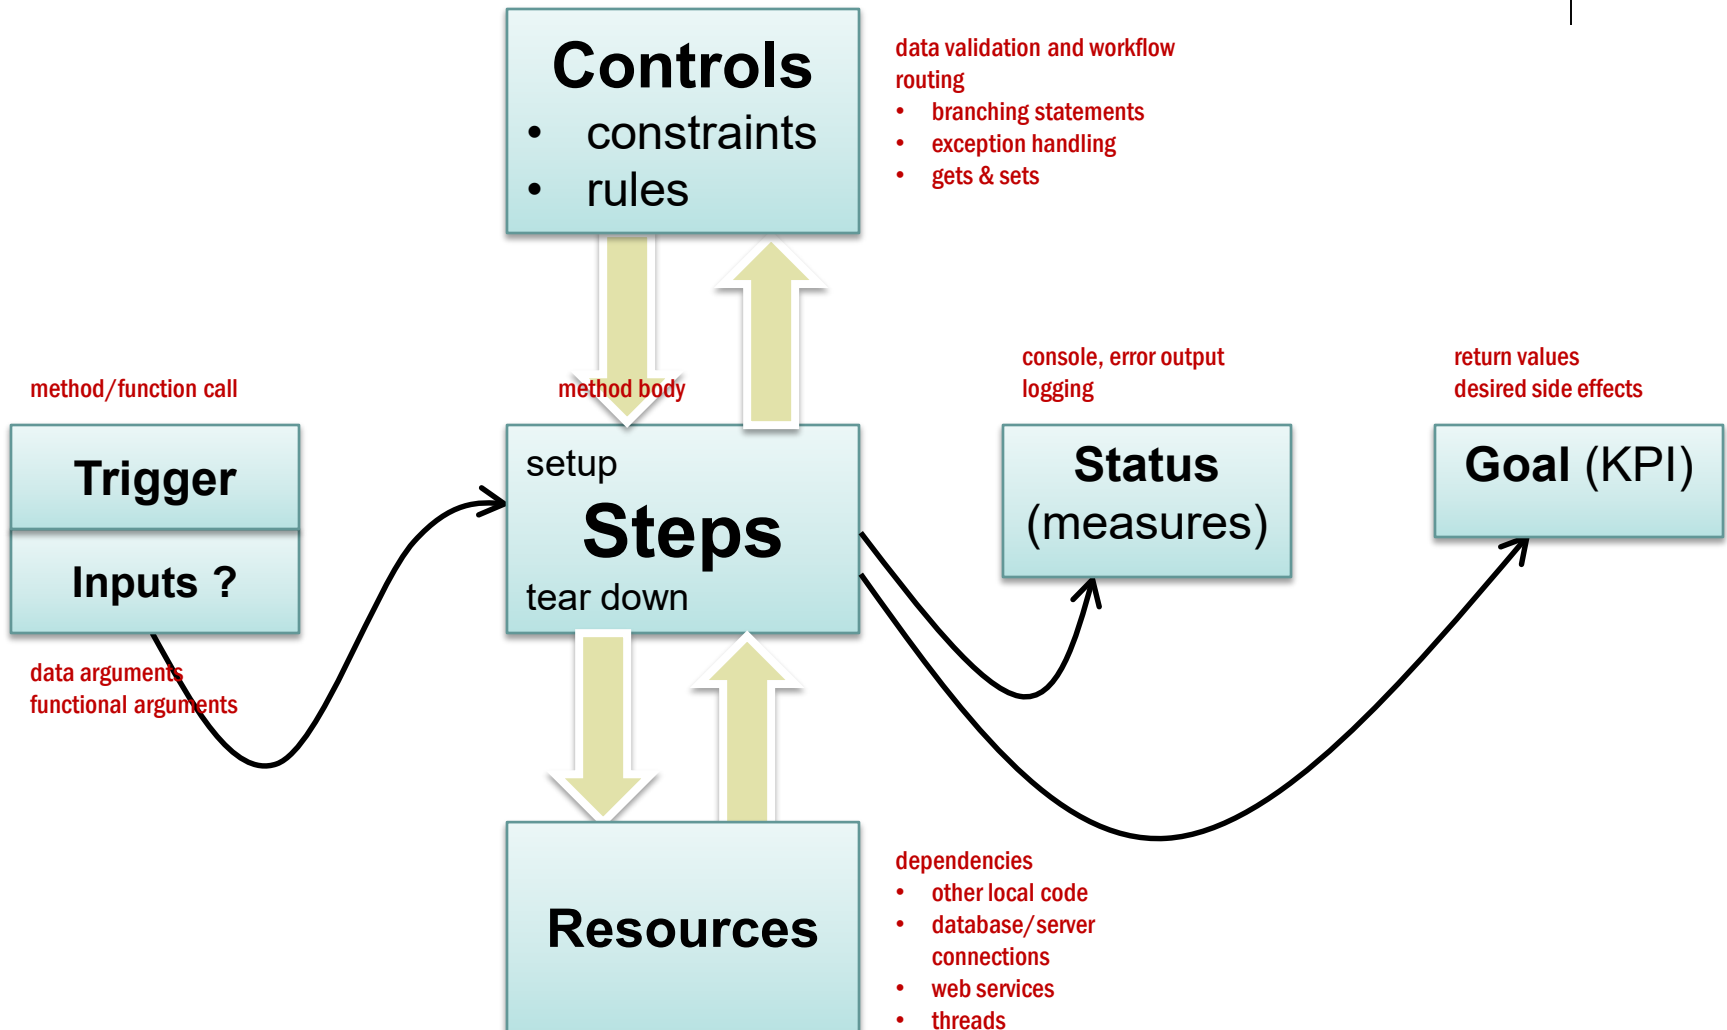 Controls
• constraints
• rules
data validation and workflow
routing
• branching statements
• exception handling
• gets & sets
method/function call
Trigger
Inputs ?
data arguments
functional arguments
method body
setup
Steps
tear down
console, error output
logging
Status
(measures)
return values
desired side effects
Goal (KPI)
Resources
dependencies
• other local code
• database/server
connections
• web services
• threads